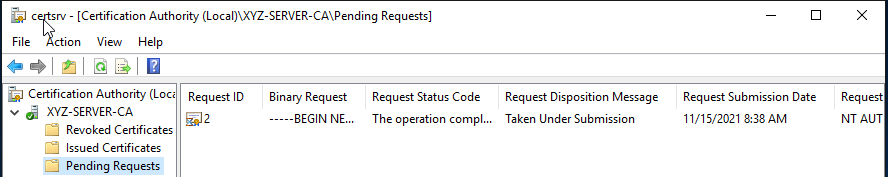 certsrv - [Certification Authority (Local)\XYZ-SERVER-CA\Pending Requests]
File Action View Help
Certification Authority (Loca
XYZ-SERVER-CA
Revoked Certificates
Issued Certificates
Pending Requests
Request ID Binary Request Request Status Code Request Disposition Message Request Submission Date Request
2 -----BEGIN NE... The operation compl... Taken Under Submission 11/15/2021 8:38 AM NT AUT